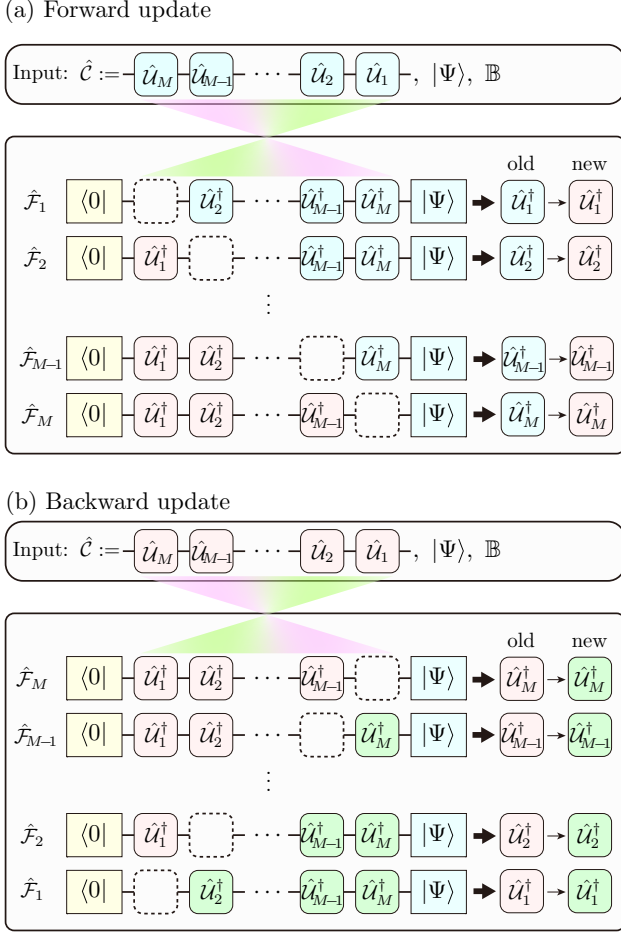 (a) Forward update
Input: 𝒞̂ := 𝒰̂_M 𝒰̂_{M−1} ··· 𝒰̂_2 𝒰̂_1 , |Ψ⟩, 𝔹
old new
ℱ̂_1 ⟨0| 𝒰̂_2^† ··· 𝒰̂_{M−1}^† 𝒰̂_M^† |Ψ⟩ ➡ 𝒰̂_1^† → 𝒰̂_1^†
ℱ̂_2 ⟨0| 𝒰̂_1^† ··· 𝒰̂_{M−1}^† 𝒰̂_M^† |Ψ⟩ ➡ 𝒰̂_2^† → 𝒰̂_2^†
⋮
ℱ̂_{M−1} ⟨0| 𝒰̂_1^† 𝒰̂_2^† ··· 𝒰̂_M^† |Ψ⟩ ➡ 𝒰̂_{M−1}^† → 𝒰̂_{M−1}^†
ℱ̂_M ⟨0| 𝒰̂_1^† 𝒰̂_2^† ··· 𝒰̂_{M−1}^† |Ψ⟩ ➡ 𝒰̂_M^† → 𝒰̂_M^†
(b) Backward update
Input: 𝒞̂ := 𝒰̂_M 𝒰̂_{M−1} ··· 𝒰̂_2 𝒰̂_1 , |Ψ⟩, 𝔹
old new
ℱ̂_M ⟨0| 𝒰̂_1^† 𝒰̂_2^† ··· 𝒰̂_{M−1}^† |Ψ⟩ ➡ 𝒰̂_M^† → 𝒰̂_M^†
ℱ̂_{M−1} ⟨0| 𝒰̂_1^† 𝒰̂_2^† ··· 𝒰̂_M^† |Ψ⟩ ➡ 𝒰̂_{M−1}^† → 𝒰̂_{M−1}^†
⋮
ℱ̂_2 ⟨0| 𝒰̂_1^† ··· 𝒰̂_{M−1}^† 𝒰̂_M^† |Ψ⟩ ➡ 𝒰̂_2^† → 𝒰̂_2^†
ℱ̂_1 ⟨0| 𝒰̂_2^† ··· 𝒰̂_{M−1}^† 𝒰̂_M^† |Ψ⟩ ➡ 𝒰̂_1^† → 𝒰̂_1^†